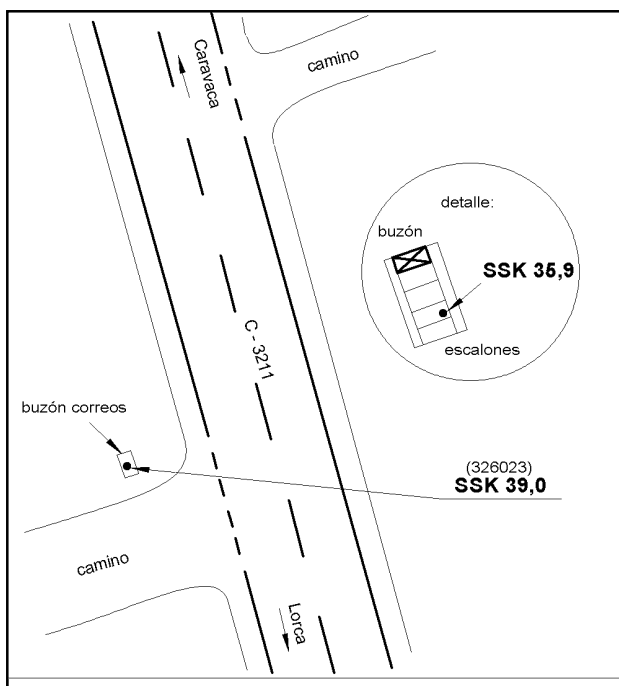 Caravaca
camino
detalle:
buzón
SSK 35,9
escalones
C - 3211
buzón correos
(326023)
SSK 39,0
camino
Lorca